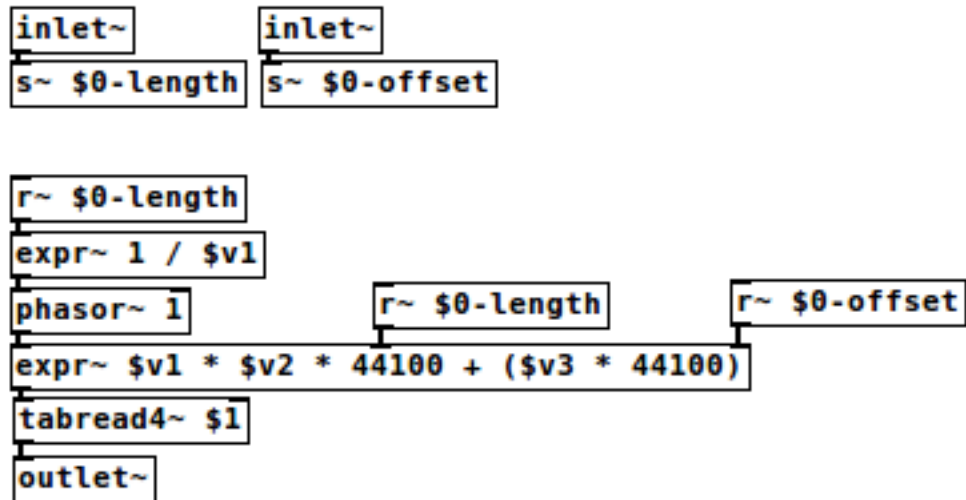 inlet~ inlet~
s~ $0-length s~ $0-offset
r~ $0-length
expr~ 1 / $v1
phasor~ 1 r~ $0-length r~ $0-offset
expr~ $v1 * $v2 * 44100 + ($v3 * 44100)
tabread4~ $1
outlet~